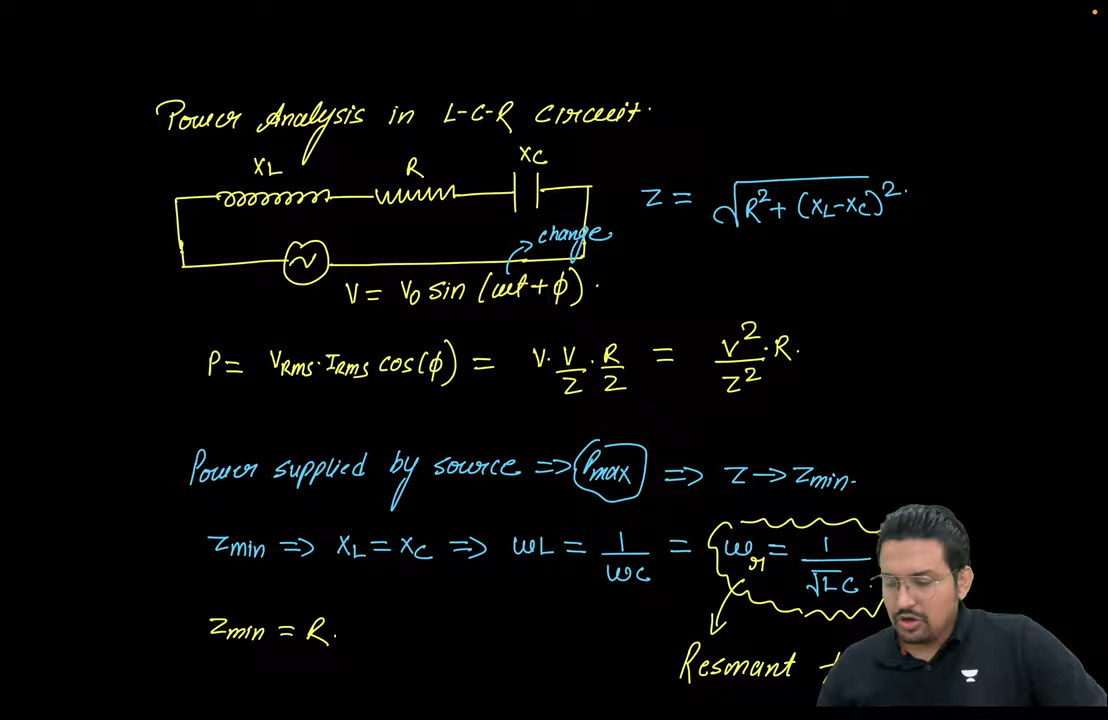 Power Analysis in L-C-R circuit.
XL R XC
Z = √R² + (XL-XC)²
change
V = V0 sin (ωt + φ).
P = VRMS. IRMS cos(φ) = V. V/Z . R/Z = V²/Z² . R.
Power supplied by source => Pmax => Z → Zmin.
Zmin => XL = XC => ωL = 1/ωC = ωr = 1/√LC.
Zmin = R.
Resonant